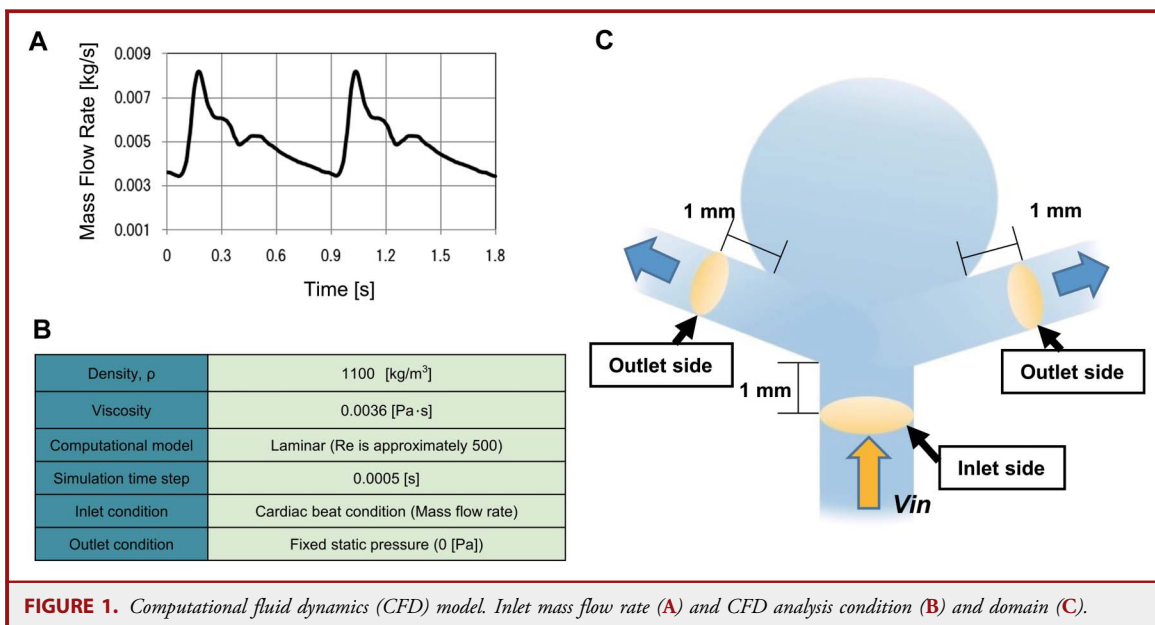 A
Mass Flow Rate [kg/s]
0.009
0.007
0.005
0.003
0.001
0 0.3 0.6 0.9 1.2 1.5 1.8
Time [s]
B
Density, ρ 1100 [kg/m³]
Viscosity 0.0036 [Pa·s]
Computational model Laminar (Re is approximately 500)
Simulation time step 0.0005 [s]
Inlet condition Cardiac beat condition (Mass flow rate)
Outlet condition Fixed static pressure (0 [Pa])
C
1 mm
1 mm
Outlet side
Outlet side
1 mm
Inlet side
Vin
FIGURE 1. Computational fluid dynamics (CFD) model. Inlet mass flow rate (A) and CFD analysis condition (B) and domain (C).